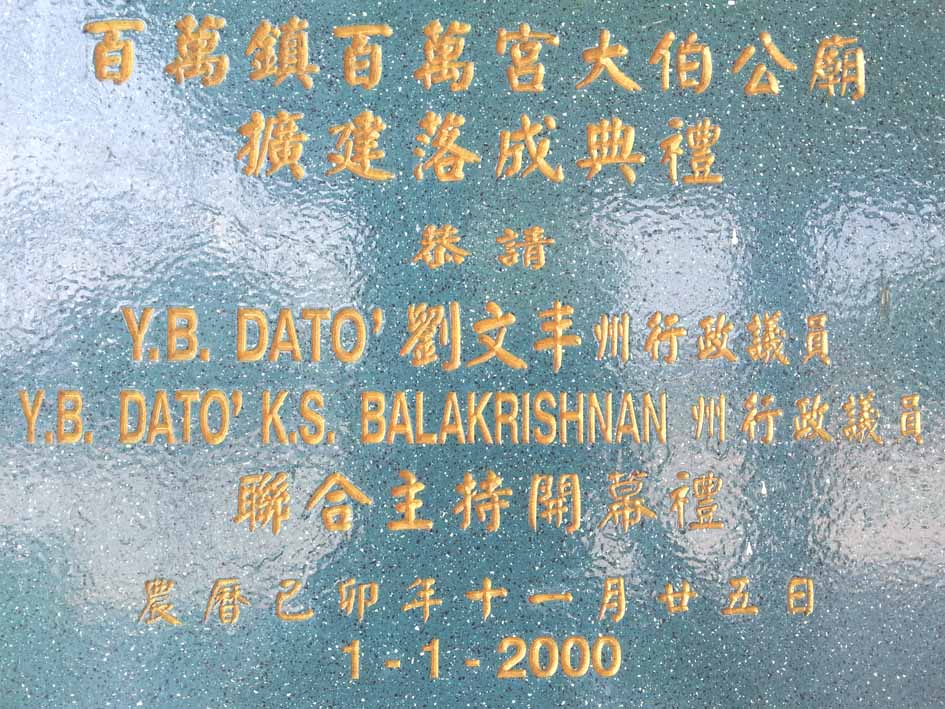 百萬鎮百萬宮大伯公廟
擴建落成典禮
恭請
Y.B. DATO' 劉文丰 州行政議員
Y.B. DATO' K.S. BALAKRISHNAN 州行政議員
聯合主持開幕禮
農曆己卯年十一月廿五日
1 - 1 - 2000